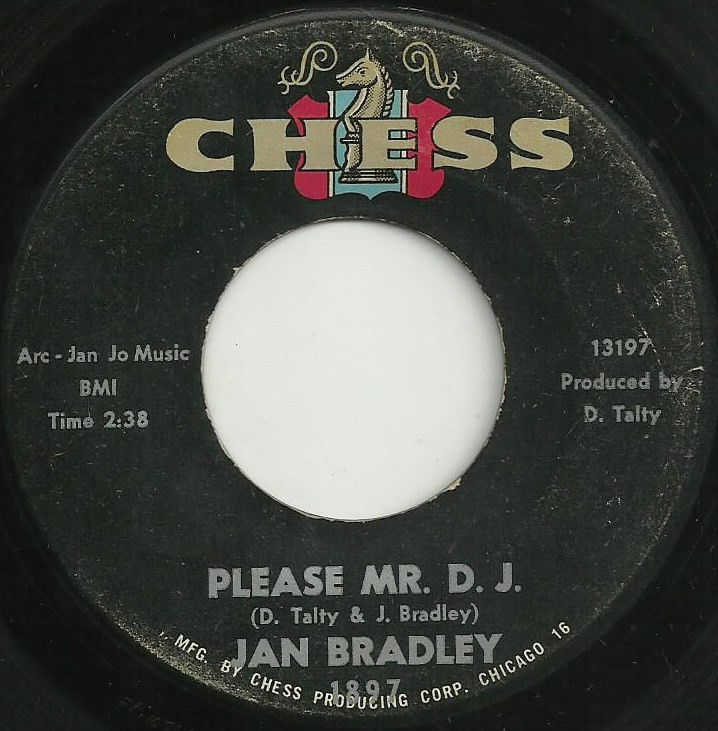 CHESS
Arc - Jan Jo Music
BMI
Time 2:38
13197
Produced by
D. Talty
PLEASE MR. D. J.
(D. Talty & J. Bradley)
JAN BRADLEY
1897
MFG. BY CHESS PRODUCING CORP. CHICAGO 16